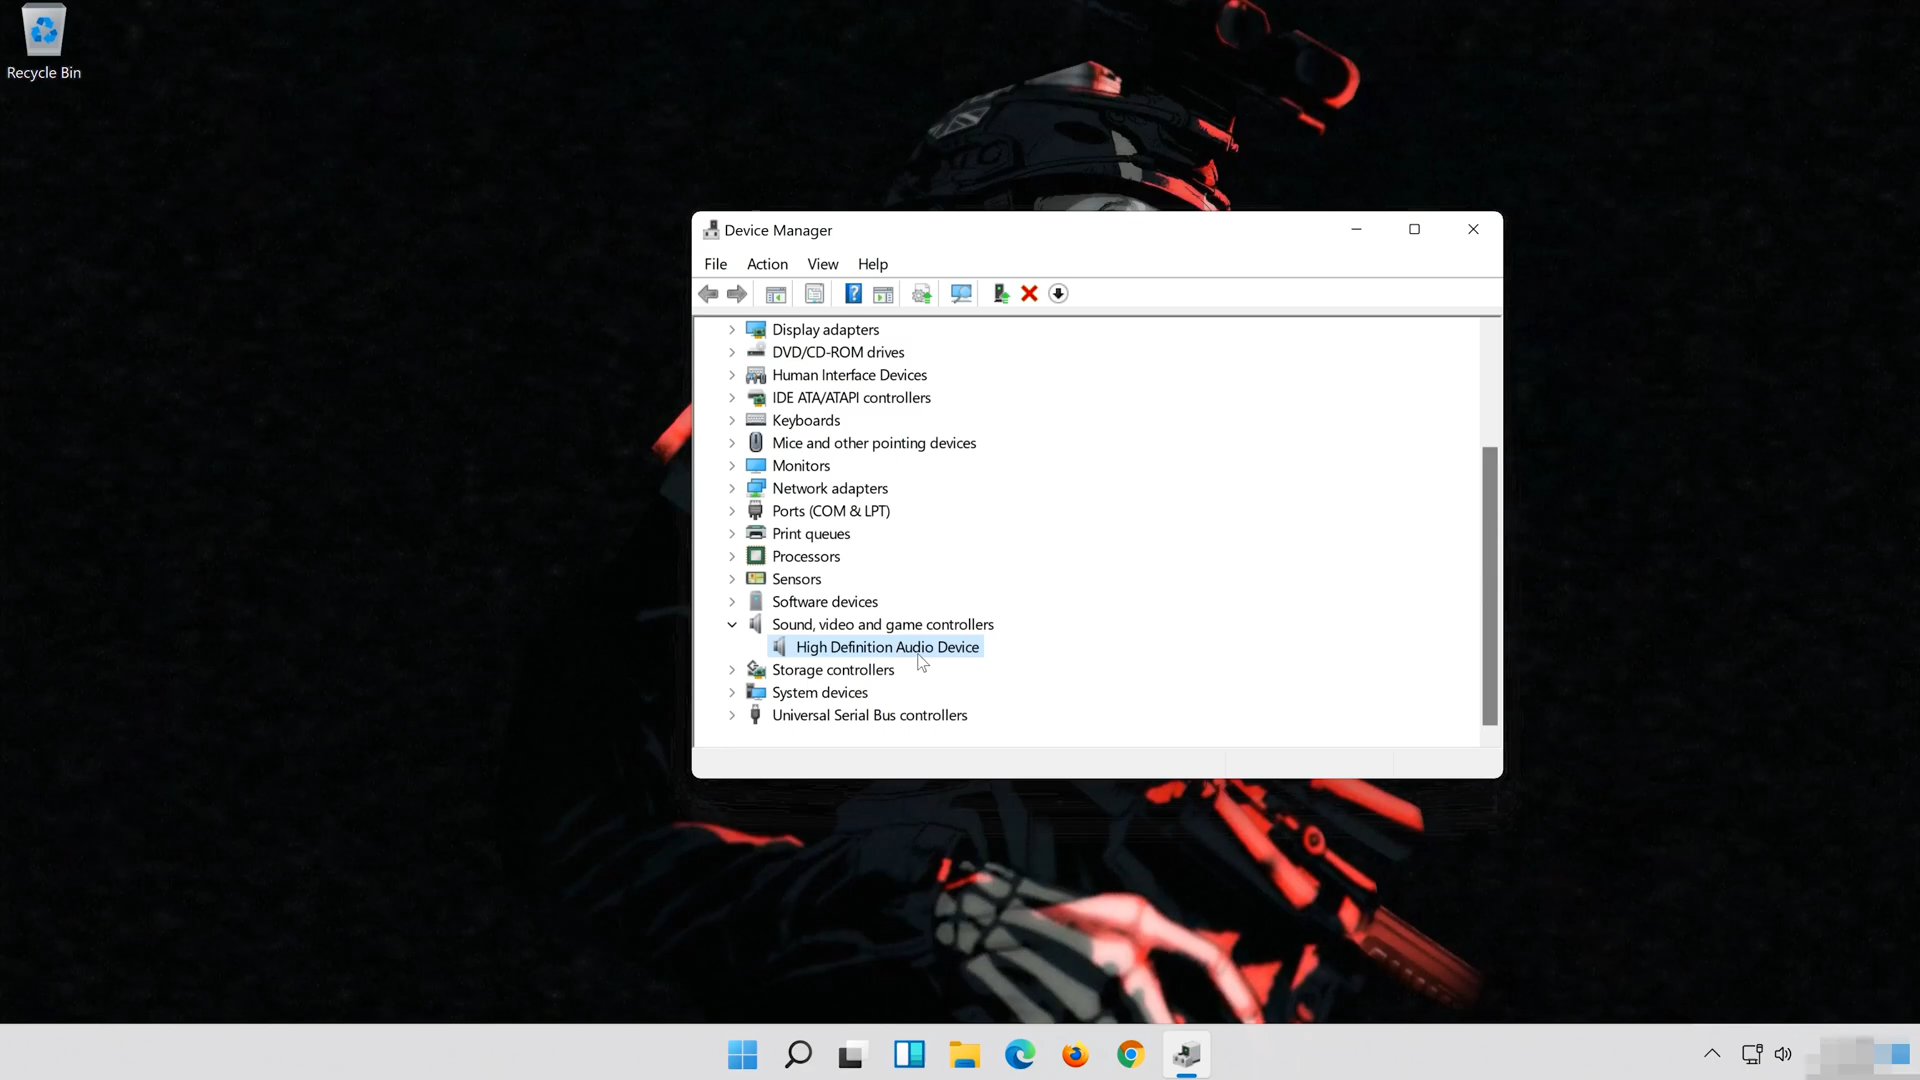 Recycle Bin
Device Manager
File Action View Help
Display adapters
DVD/CD-ROM drives
Human Interface Devices
IDE ATA/ATAPI controllers
Keyboards
Mice and other pointing devices
Monitors
Network adapters
Ports (COM & LPT)
Print queues
Processors
Sensors
Software devices
Sound, video and game controllers
High Definition Audio Device
Storage controllers
System devices
Universal Serial Bus controllers